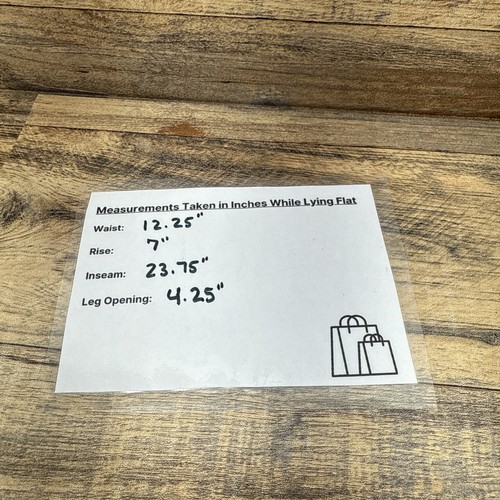 Measurements Taken in Inches While Lying Flat
Waist: 12.25"
Rise: 7"
Inseam: 23.75"
Leg Opening: 4.25"